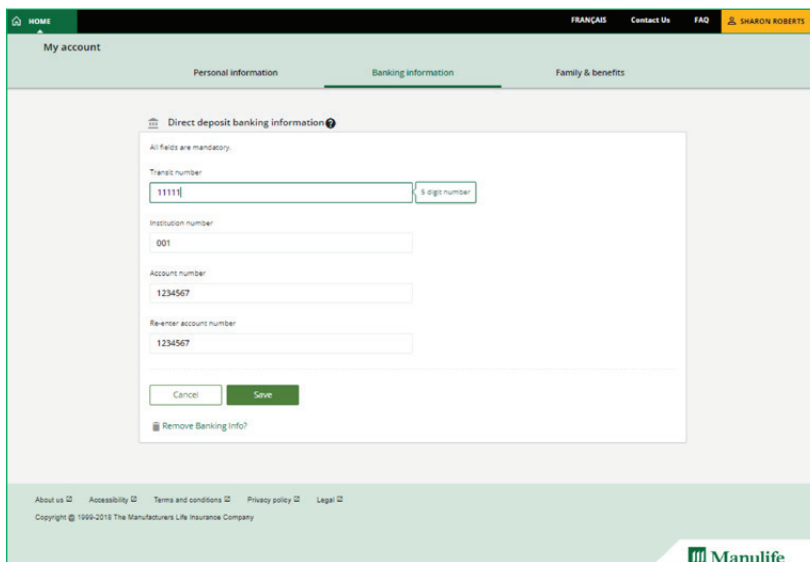 HOME
FRANÇAIS Contact Us FAQ SHARON ROBERTS
My account
Personal information Banking information Family & benefits
Direct deposit banking information
All fields are mandatory.
Transit number
11111 5 digit number
Institution number
001
Account number
1234567
Re-enter account number
1234567
Cancel Save
Remove Banking Info?
About us Accessibility Terms and conditions Privacy policy Legal
Copyright @ 1999-2018 The Manufacturers Life Insurance Company
Manulife